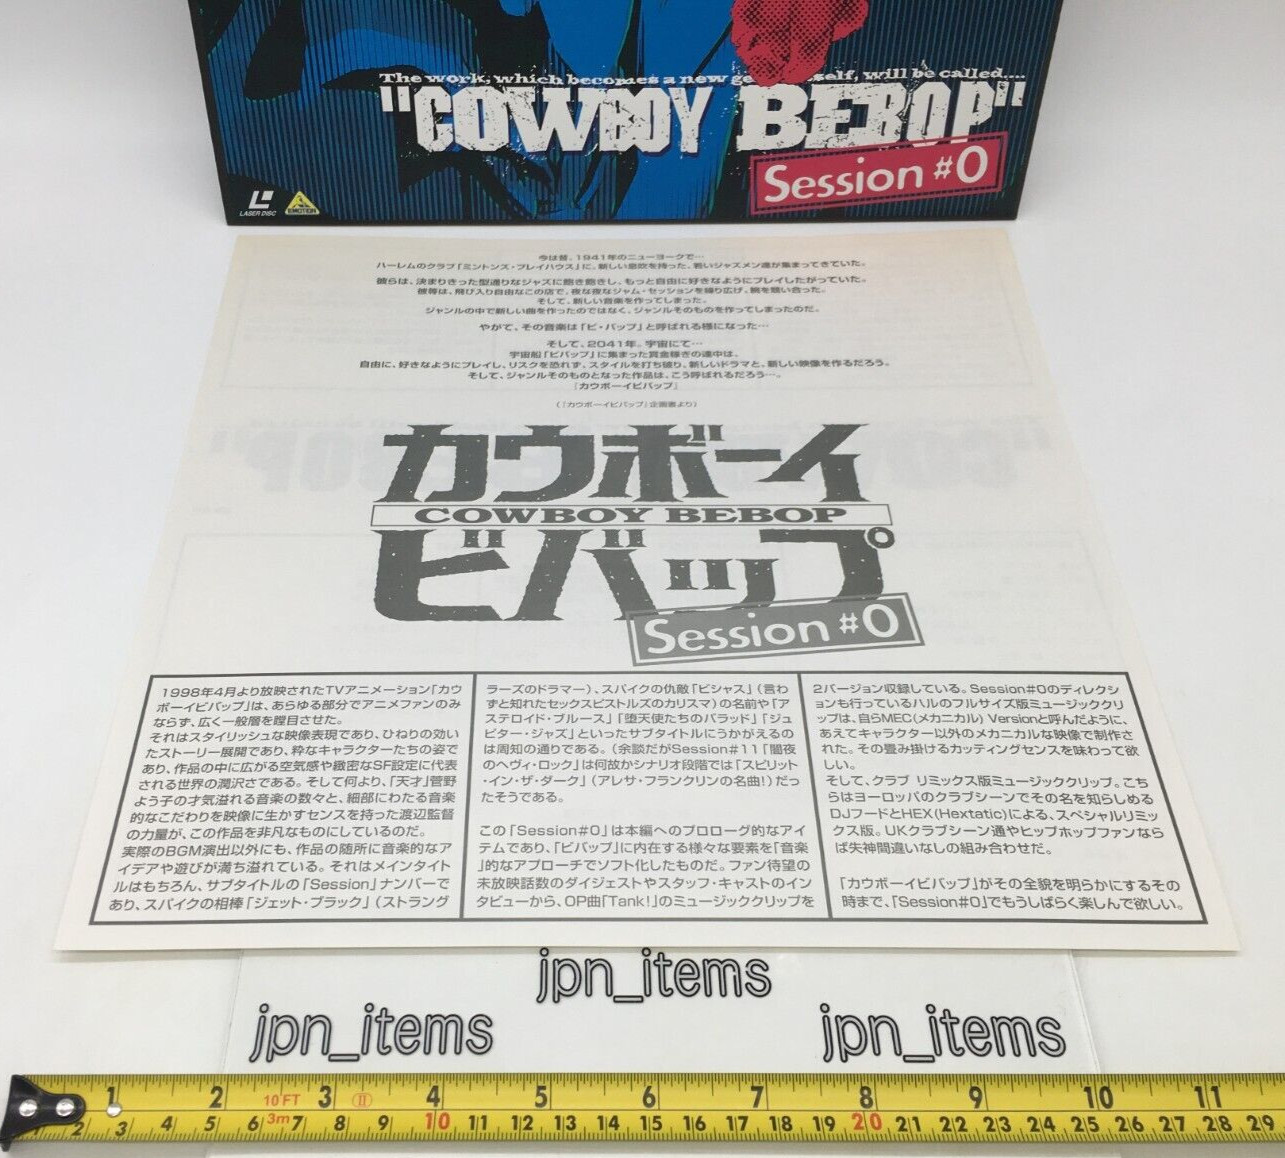 The work, which becomes a new ge self, will be called....
"COWBOY BEBOP"
Session #0
LASER DISC
EMOTION
今は昔、1941年のニューヨークで…
ハーレムのクラブ「ミントンズ・プレイハウス」に、新しい息吹を持った、若いジャズメン達が集まってきていた。
彼らは、決まりきった型通りなジャズに飽き飽きし、もっと自由に好きなようにプレイしたがっていた。
彼等は、飛び入り自由なこの店で、夜な夜なジャム・セッションを繰り広げ、腕を競い合った。
そして、新しい音楽を作ってしまった。
ジャンルの中で新しい曲を作ったのではなく、ジャンルそのものを作ってしまったのだ。
やがて、その音楽は「ビ・バップ」と呼ばれる様になった…
そして、2041年。宇宙にて…
宇宙船「ビバップ」に集まった賞金稼ぎの連中は、
自由に、好きなようにプレイし、リスクを恐れず、スタイルを打ち破り、新しいドラマと、新しい映像を作るだろう。
そして、ジャンルそのものとなった作品は、こう呼ばれるだろう…。
「カウボーイビバップ」
(「カウボーイビバップ」企画書より)
カウボーイ
COWBOY BEBOP
ビバップ
Session #0
1998年4月より放映されたTVアニメーション「カウ
ボーイビバップ」は、あらゆる部分でアニメファンのみ
ならず、広く一般層を瞠目させた。
それはスタイリッシュな映像表現であり、ひねりの効い
たストーリー展開であり、粋なキャラクターたちの姿で
あり、作品の中に広がる空気感や緻密なSF設定に代表
される世界の潤沢さである。そして何より、「天才」菅野
よう子の才気溢れる音楽の数々と、細部にわたる音楽
的なこだわりを映像に生かすセンスを持った渡辺監督
の力量が、この作品を非凡なものにしているのだ。
実際のBGM演出以外にも、作品の随所に音楽的なア
イデアや遊びが満ち溢れている。それはメインタイト
ルはもちろん、サブタイトルの「Session」ナンバーで
あり、スパイクの相棒「ジェット・ブラック」(ストラング
ラーズのドラマー)、スパイクの仇敵「ビシャス」(言わ
ずと知れたセックスピストルズのカリスマ)の名前や「ア
ステロイド・ブルース」「堕天使たちのバラッド」「ジュ
ピター・ジャズ」といったサブタイトルにうかがえるの
は周知の通りである。(余談だがSession#11「闇夜
のヘヴィ・ロック」は何故かシナリオ段階では「スピリット
・イン・ザ・ダーク」(アレサ・フランクリンの名曲!)だっ
たそうである。
この「Session#0」は本編へのプロローグ的なアイ
テムであり、「ビバップ」に内在する様々な要素を「音楽
」的なアプローチでソフト化したものだ。ファン待望の
未放映話数のダイジェストやスタッフ・キャストのイン
タビューから、OP曲「Tank!」のミュージッククリップを
2バージョン収録している。Session#0のディレクシ
ョンも行っているハルのフルサイズ版ミュージッククリ
ップは、自らMEC(メカニカル) Versionと呼んだように、
あえてキャラクター以外のメカニカルな映像で制作さ
れた。その畳み掛けるカッティングセンスを味わって欲
しい。
そして、クラブ リミックス版ミュージッククリップ。こち
らはヨーロッパのクラブシーンでその名を知らしめる
DJフードとHEX(Hextatic)による、スペシャルリミッ
クス版。UKクラブシーン通やヒップホップファンなら
ば失神間違いなしの組み合わせだ。
「カウボーイビバップ」がその全貌を明らかにするその
時まで、「Session#0」でもうしばらく楽しんで欲しい。
jpn_items
jpn_items
jpn_items
1 2 10FT 3 4 5 6 7 8 9 10 11
1 2 3 4 5 6 3m 7 8 9 10 11 12 13 14 15 16 17 18 19 20 21 22 23 24 25 26 27 28 29